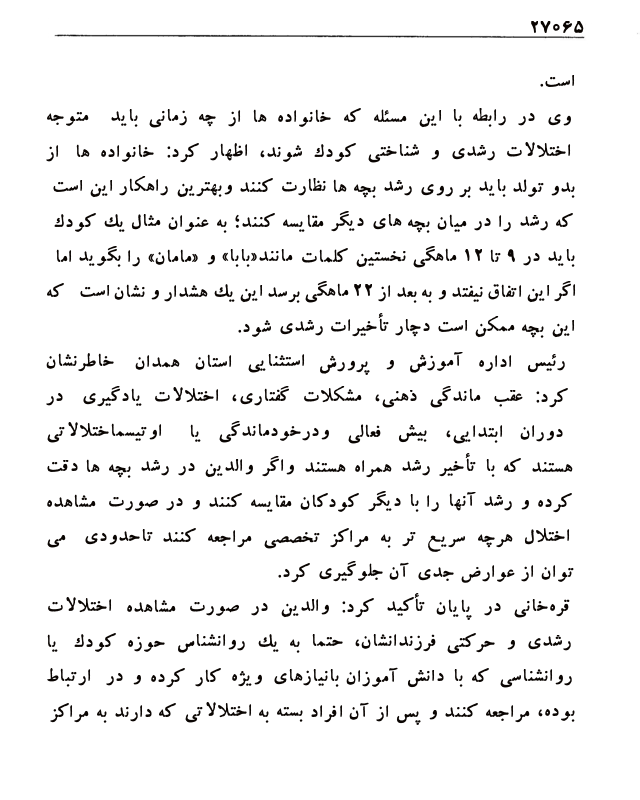 ۲۷۰۶۵
است.
وی در رابطه با این مسئله که خانواده ها از چه زمانی باید متوجه
اختلالات رشدی و شناختی کودك شوند، اظهار کرد: خانواده ها از
بدو تولد باید بر روی رشد بچه ها نظارت کنند وبهترین راهکار این است
که رشد را در میان بچه های دیگر مقایسه کنند؛ به عنوان مثال یك کودك
باید در ۹ تا ۱۲ ماهگی نخستین کلمات مانند«بابا» و «مامان» را بگوید اما
اگر این اتفاق نیفتد و به بعد از ۲۲ ماهگی برسد این یك هشدار و نشان است که
این بچه ممکن است دچار تأخیرات رشدی شود.
رئیس اداره آموزش و پرورش استثنایی استان همدان خاطرنشان
کرد: عقب ماندگی ذهنی، مشکلات گفتاری، اختلالات یادگیری در
دوران ابتدایی، بیش فعالی ودرخودماندگی یا اوتیسماختلالاتی
هستند که با تأخیر رشد همراه هستند واگر والدین در رشد بچه ها دقت
کرده و رشد آنها را با دیگر کودکان مقایسه کنند و در صورت مشاهده
اختلال هرچه سریع تر به مراکز تخصصی مراجعه کنند تاحدودی می
توان از عوارض جدی آن جلوگیری کرد.
قره‌خانی در پایان تأکید کرد: والدین در صورت مشاهده اختلالات
رشدی و حرکتی فرزندانشان، حتما به یك روانشناس حوزه کودك یا
روانشناسی که با دانش آموزان بانیازهای ویژه کار کرده و در ارتباط
بوده، مراجعه کنند و پس از آن افراد بسته به اختلالاتی که دارند به مراکز